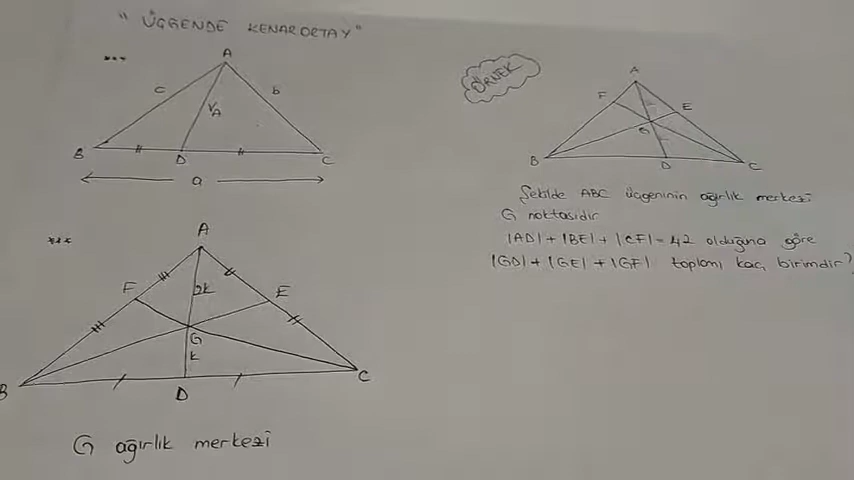 "ÜÇGENDE KENARORTAY"
***
A
c
b
VA
B
D
C
a
***
A
F
2k
E
G
k
B
D
C
G ağırlık merkezi
ÖRNEK
A
F
E
G
B
D
C
Şekilde ABC üçgeninin ağırlık merkezi
G noktasıdır
|AD|+|BE|+|CF|=42 olduğuna göre
|GD|+|GE|+|GF| toplamı kaç birimdir?